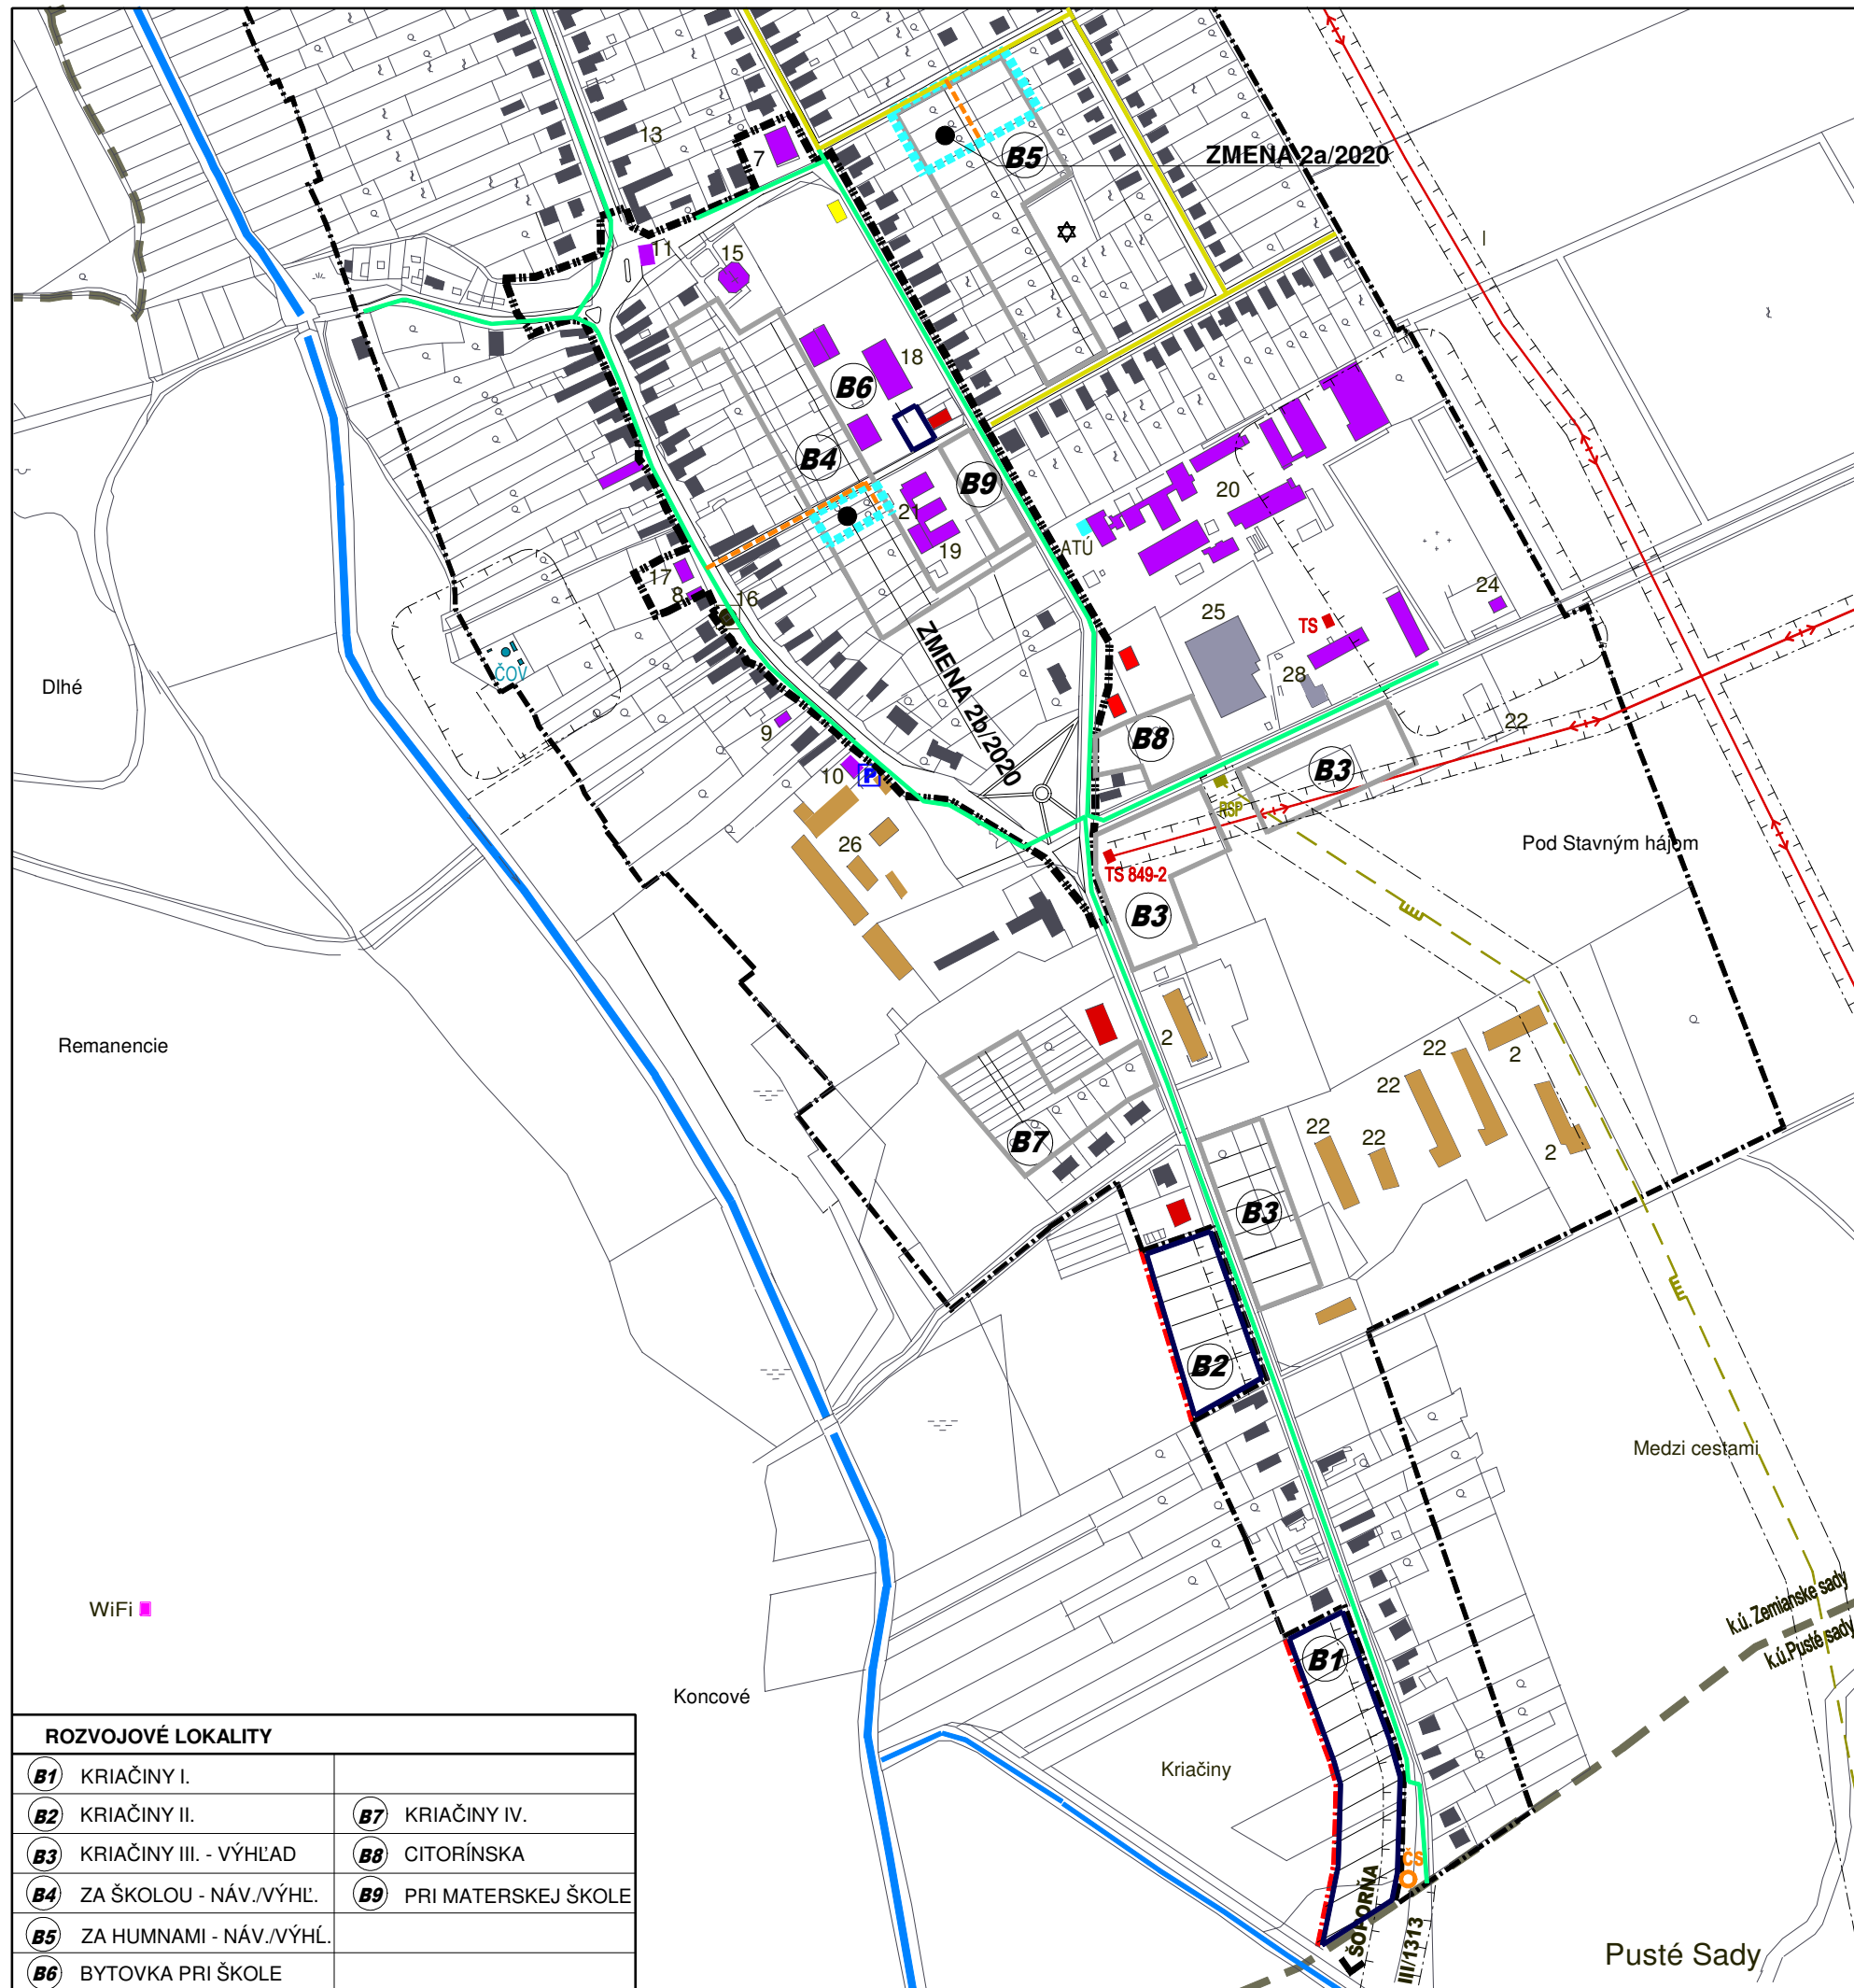 13
7
B5
ZMENA 2a/2020
11
15
18
B6
B4
B9
20
21
19
ATÚ
17
8
16
24
25
TS
28
ČOV
Dlhé
ZMENA 2b/2020
9
22
B8
10
P
B3
RSP
26
Pod Stavným hájom
TS 849-2
B3
2
Remanencie
22
2
22
22
22
2
B7
B3
B2
Medzi cestami
WiFi
k.ú. Zemianske sady
k.ú.Pusté sady
B1
Koncové
Kriačiny
ČS
ŠOPORŇA
III/1313
Pusté Sady
ROZVOJOVÉ LOKALITY
B1 KRIAČINY I.
B2 KRIAČINY II.
B7 KRIAČINY IV.
B3 KRIAČINY III. - VÝHĽAD
B8 CITORÍNSKA
B4 ZA ŠKOLOU - NÁV./VÝHĽ.
B9 PRI MATERSKEJ ŠKOLE
B5 ZA HUMNAMI - NÁV./VÝHĹ.
B6 BYTOVKA PRI ŠKOLE